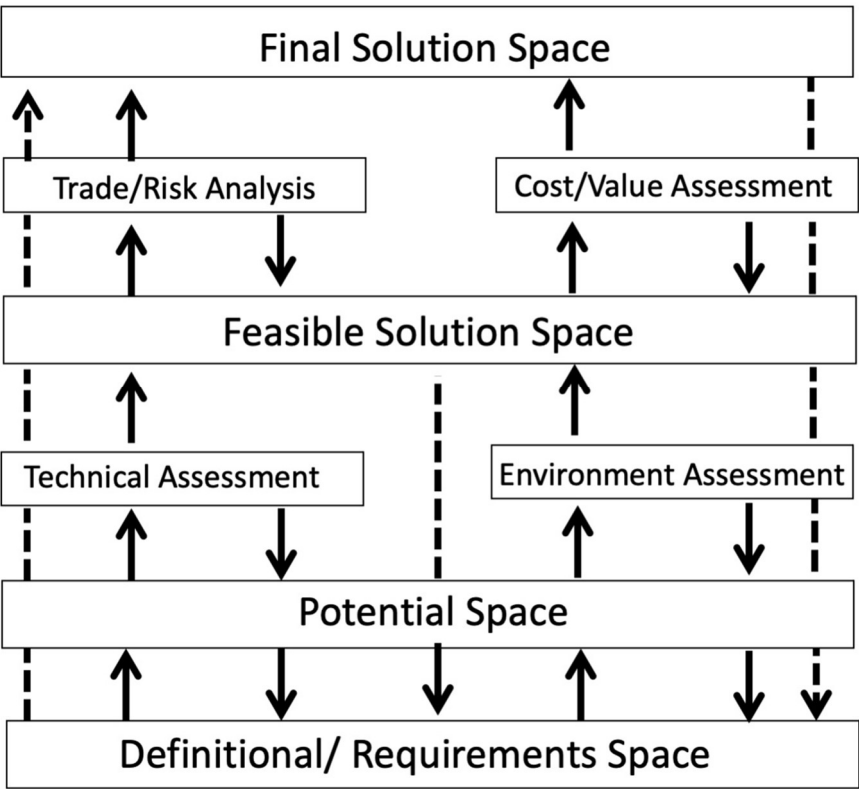 Final Solution Space
Trade/Risk Analysis
Cost/Value Assessment
Feasible Solution Space
Technical Assessment
Environment Assessment
Potential Space
Definitional/ Requirements Space